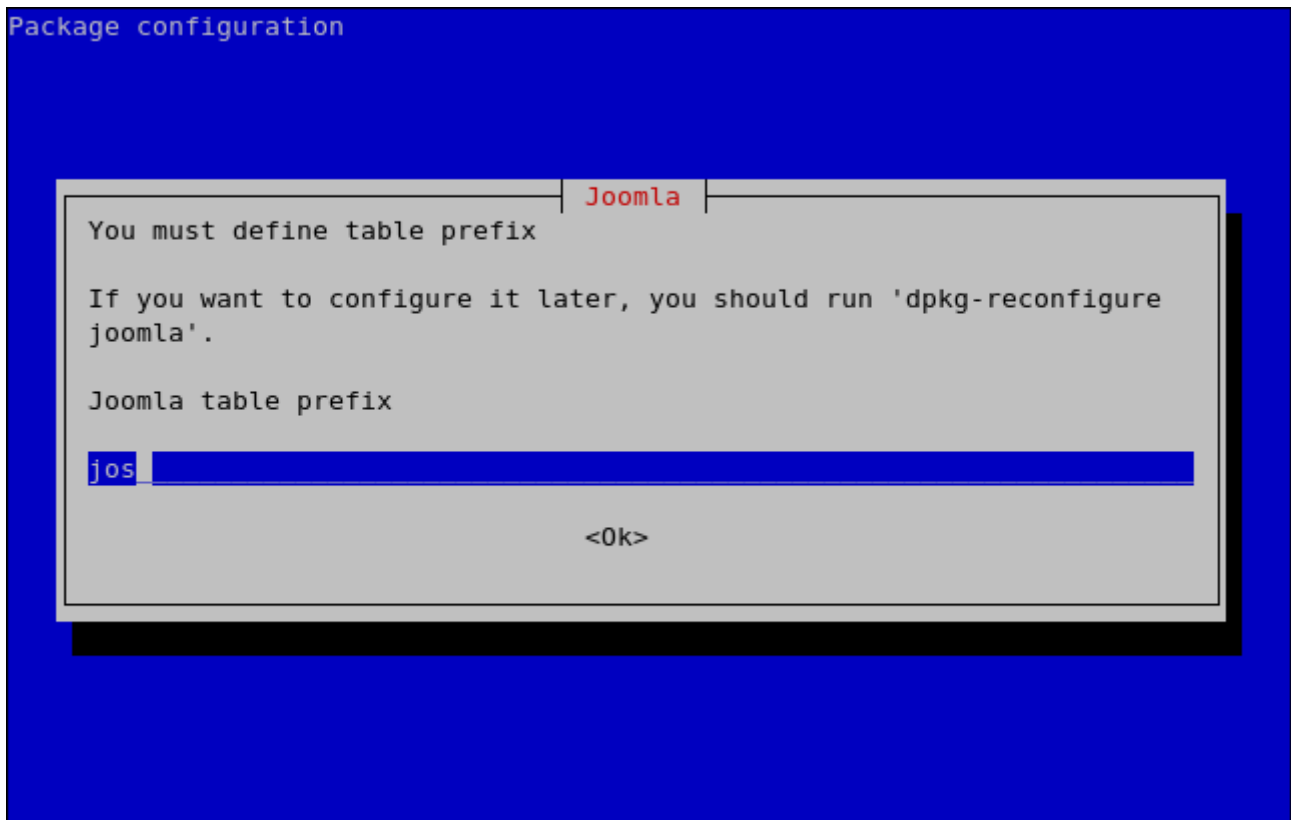 Package configuration
Joomla
You must define table prefix
If you want to configure it later, you should run 'dpkg-reconfigure
joomla'.
Joomla table prefix
jos
<Ok>